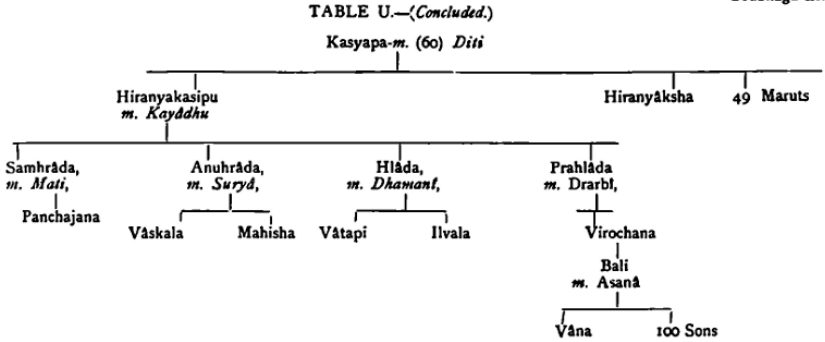 TABLE U.—(Concluded.)
Kasyapa-m. (60) Diti
Hiranyakasipu Hiranyâksha 49 Maruts
m. Kayâdhu
Samhrâda, Anuhrâda, Hlâda, Prahlâda
m. Mati, m. Suryâ, m. Dhamanî, m. Drarbî,
Panchajana
Vâskala Mahisha Vâtapi Ilvala Virochana
Bali
m. Asanâ
Vâna 100 Sons